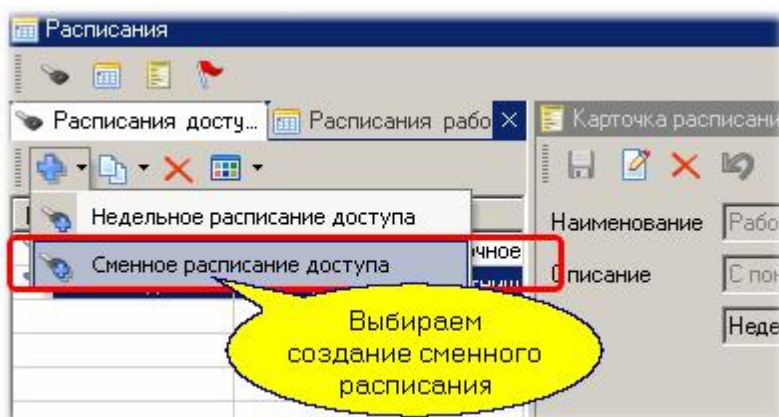 Расписания
Расписания досту... Расписания рабо
Карточка расписани
Недельное расписание доступа
Сменное расписание доступа
Наименование
Описание
Выбираем
создание сменного
расписания